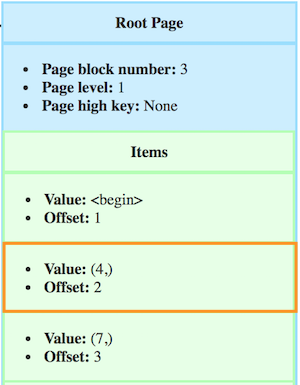 Root Page
• Page block number: 3
• Page level: 1
• Page high key: None
Items
• Value: <begin>
• Offset: 1
• Value: (4,)
• Offset: 2
• Value: (7,)
• Offset: 3